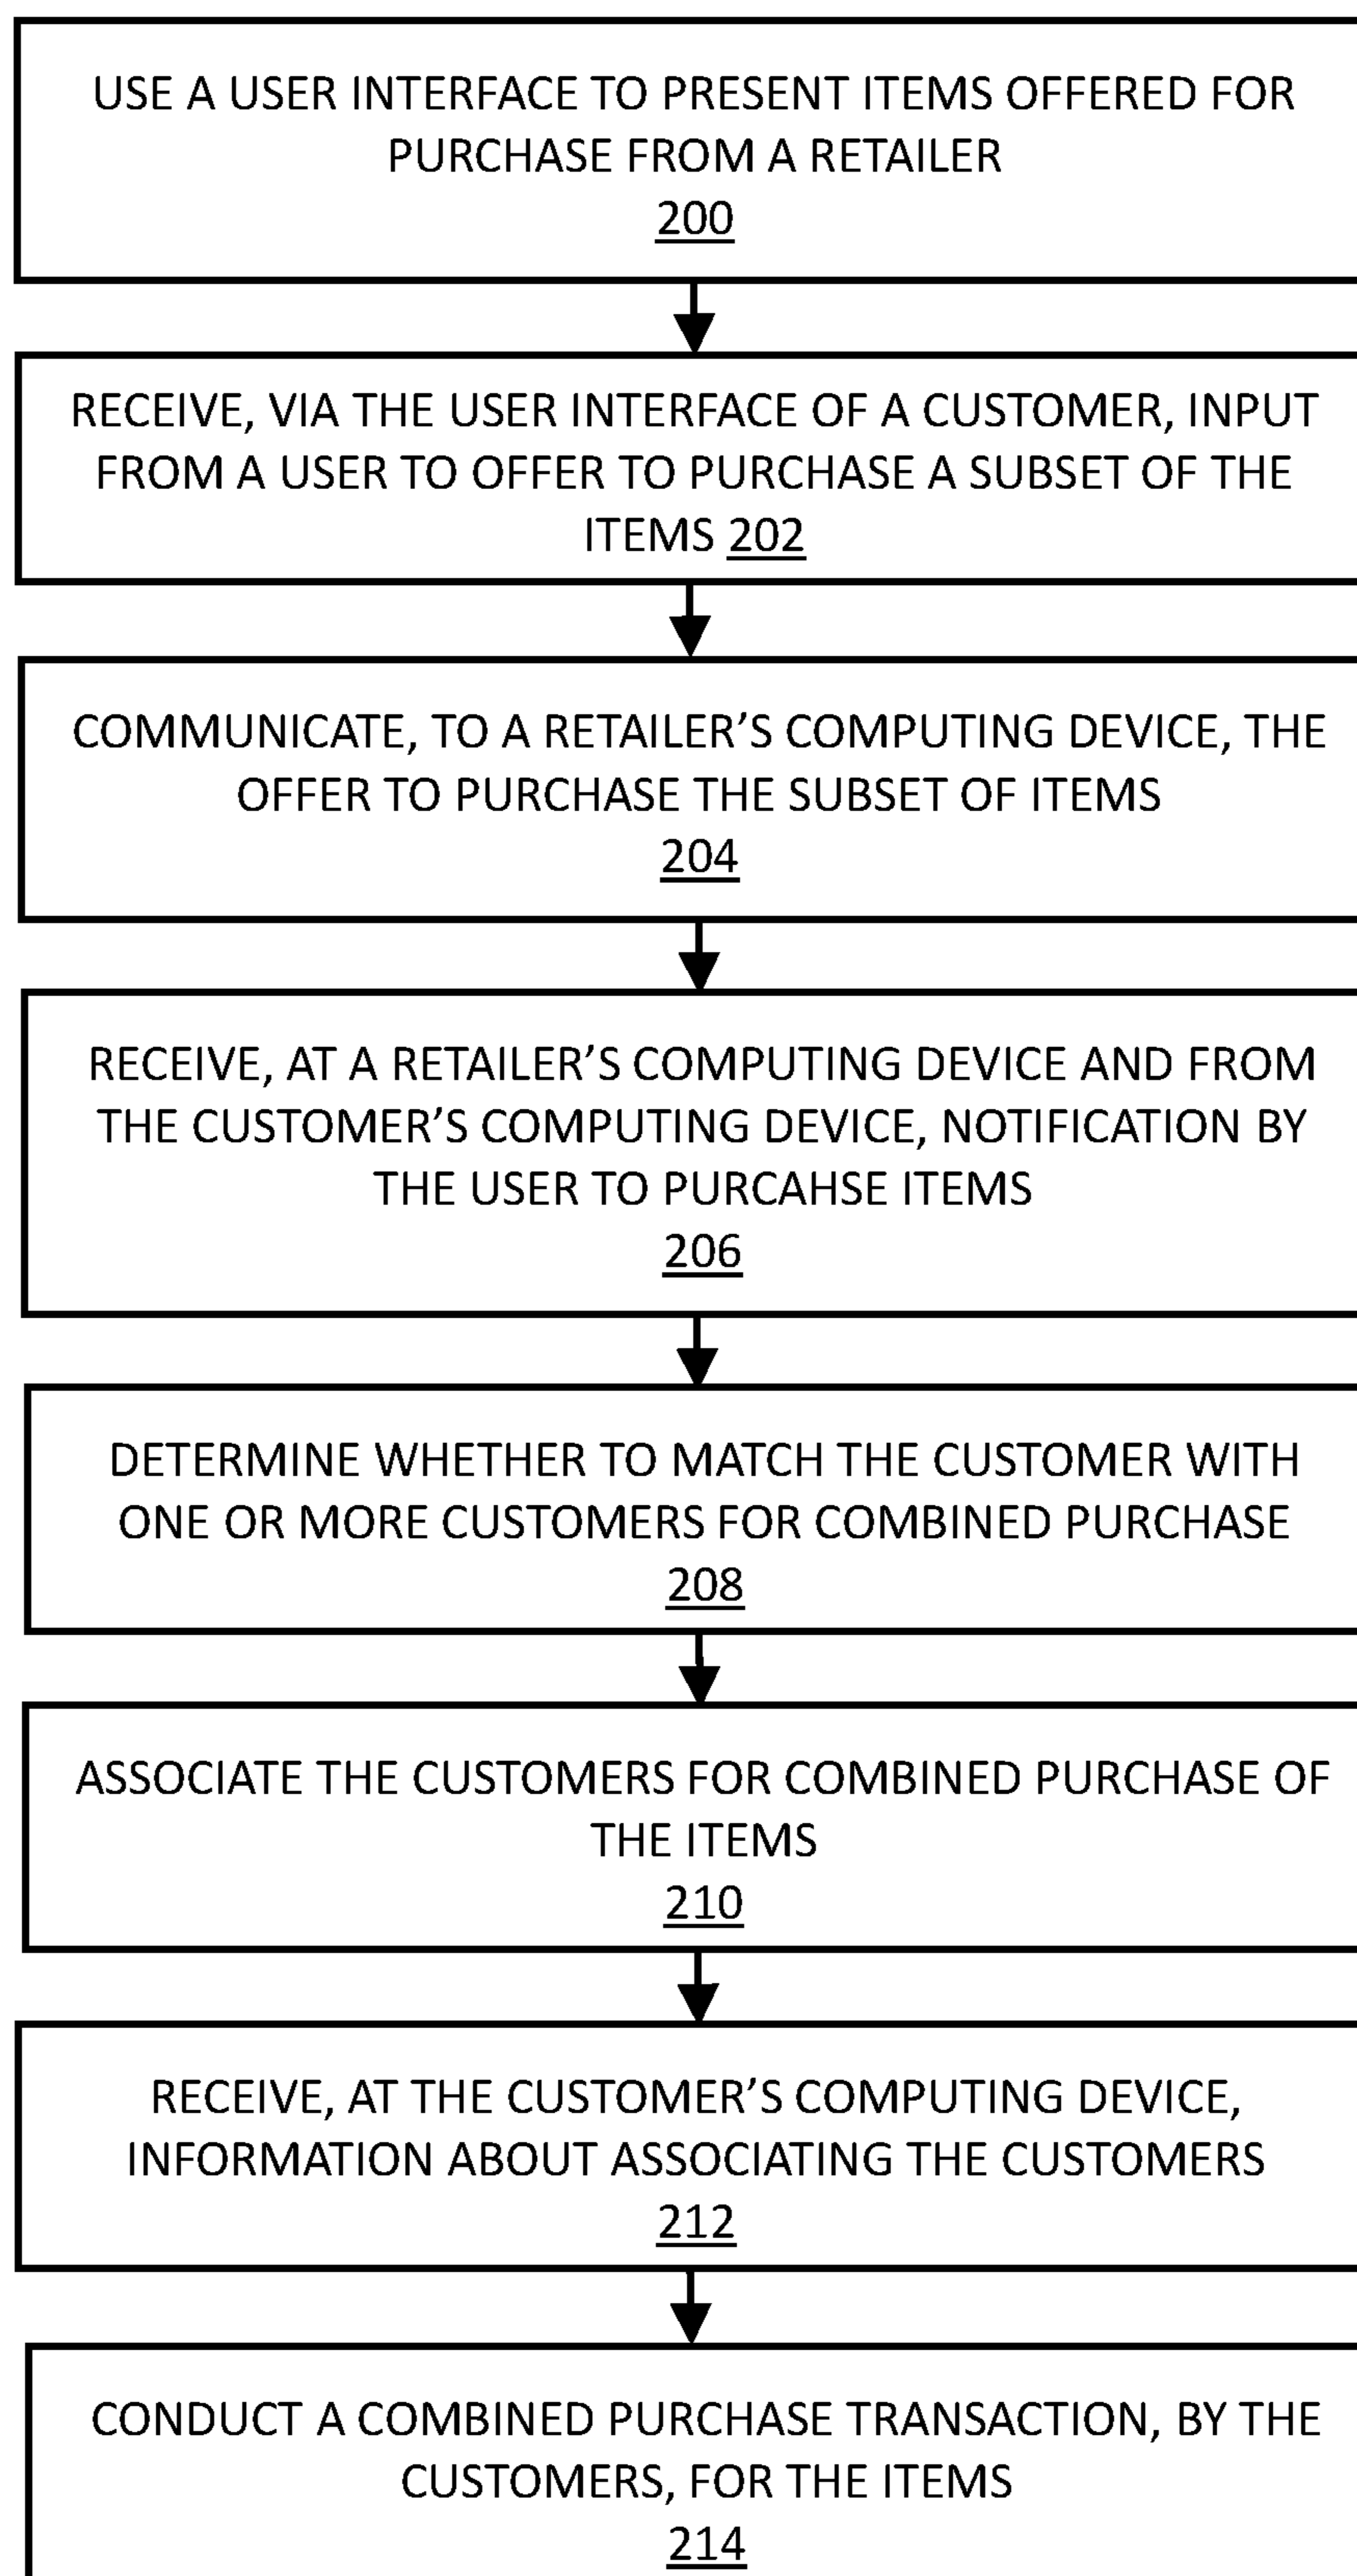 USE A USER INTERFACE TO PRESENT ITEMS OFFERED FOR
PURCHASE FROM A RETAILER
200
RECEIVE, VIA THE USER INTERFACE OF A CUSTOMER, INPUT
FROM A USER TO OFFER TO PURCHASE A SUBSET OF THE
ITEMS 202
COMMUNICATE, TO A RETAILER’S COMPUTING DEVICE, THE
OFFER TO PURCHASE THE SUBSET OF ITEMS
204
RECEIVE, AT A RETAILER’S COMPUTING DEVICE AND FROM
THE CUSTOMER’S COMPUTING DEVICE, NOTIFICATION BY
THE USER TO PURCAHSE ITEMS
206
DETERMINE WHETHER TO MATCH THE CUSTOMER WITH
ONE OR MORE CUSTOMERS FOR COMBINED PURCHASE
208
ASSOCIATE THE CUSTOMERS FOR COMBINED PURCHASE OF
THE ITEMS
210
RECEIVE, AT THE CUSTOMER’S COMPUTING DEVICE,
INFORMATION ABOUT ASSOCIATING THE CUSTOMERS
212
CONDUCT A COMBINED PURCHASE TRANSACTION, BY THE
CUSTOMERS, FOR THE ITEMS
214